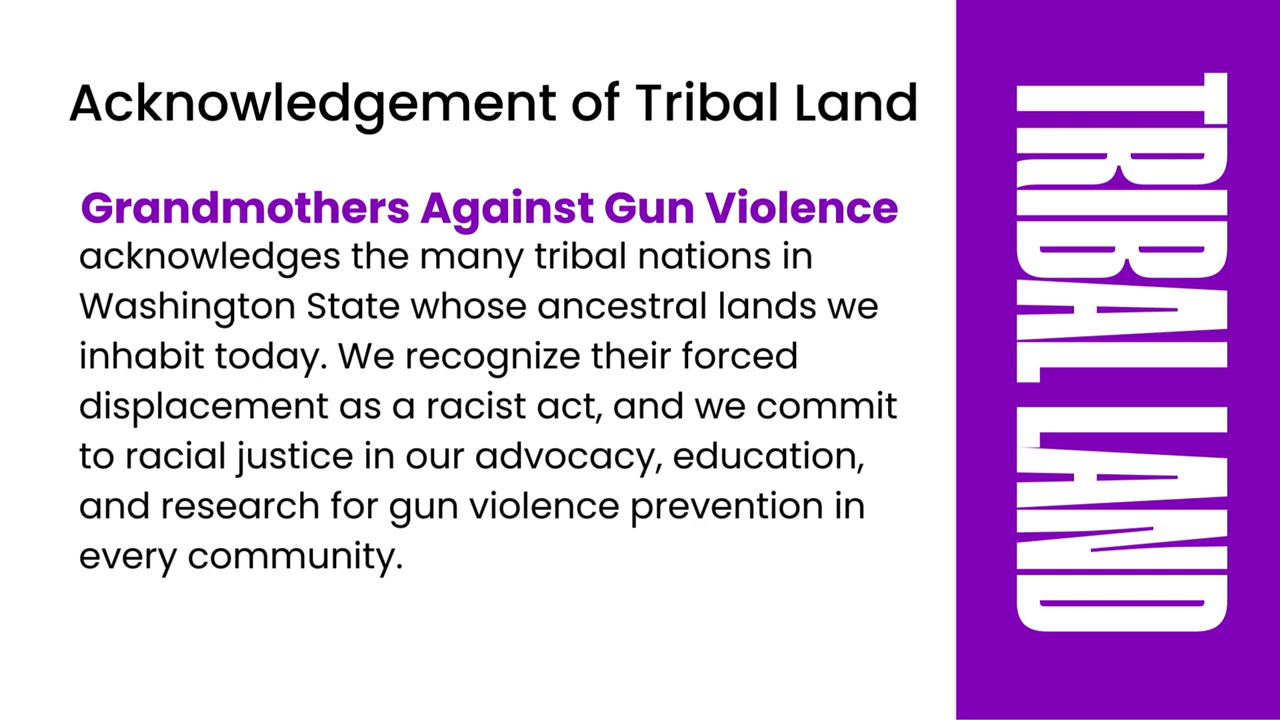 Acknowledgement of Tribal Land
Grandmothers Against Gun Violence
acknowledges the many tribal nations in
Washington State whose ancestral lands we
inhabit today. We recognize their forced
displacement as a racist act, and we commit
to racial justice in our advocacy, education,
and research for gun violence prevention in
every community.
TRIBAL LAND